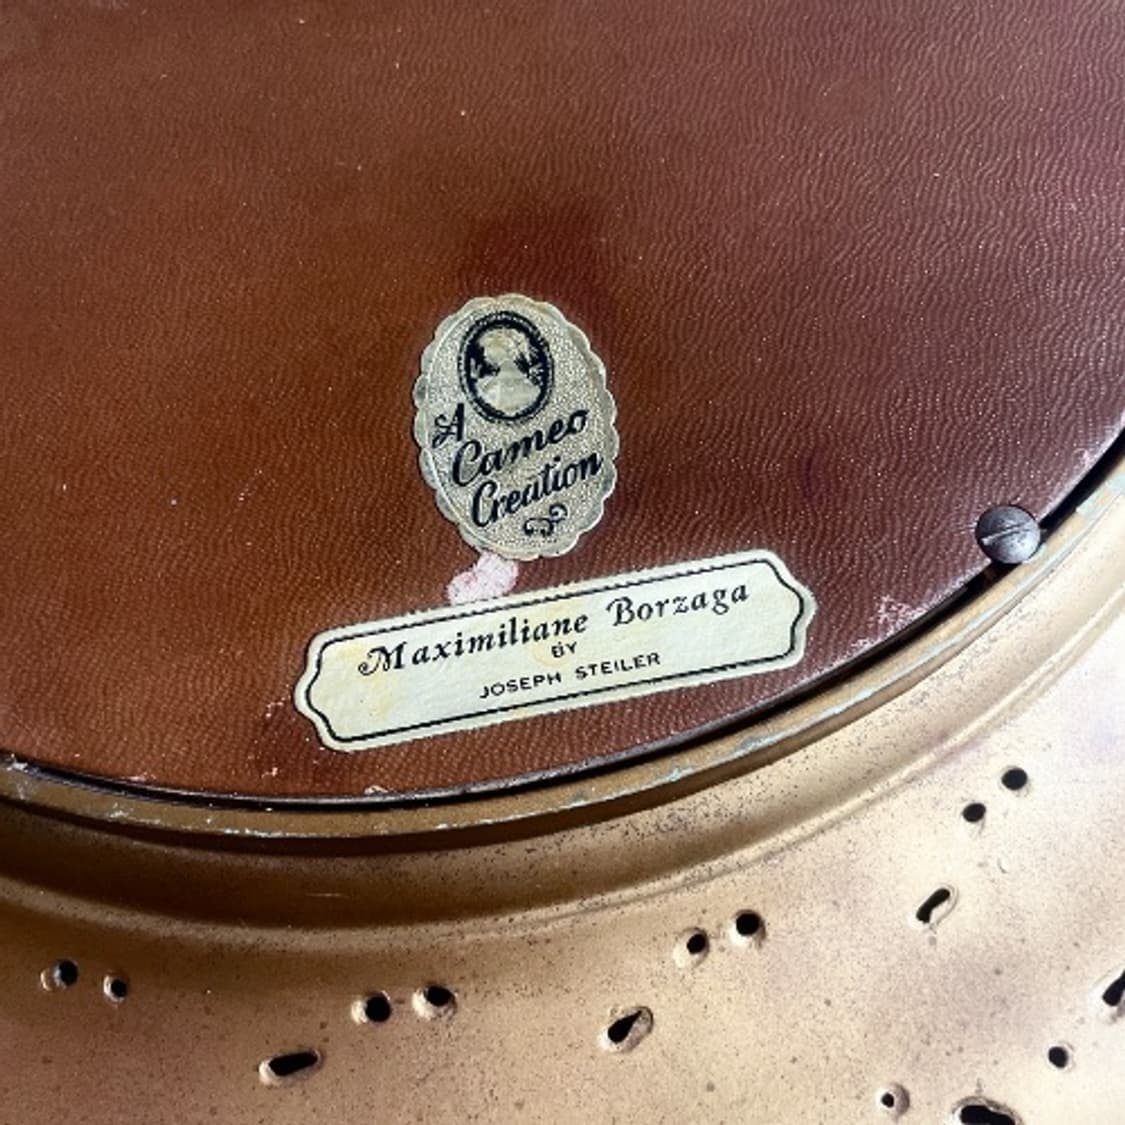 A
Cameo
Creation
Maximiliane Borzaga
BY
JOSEPH STEILER